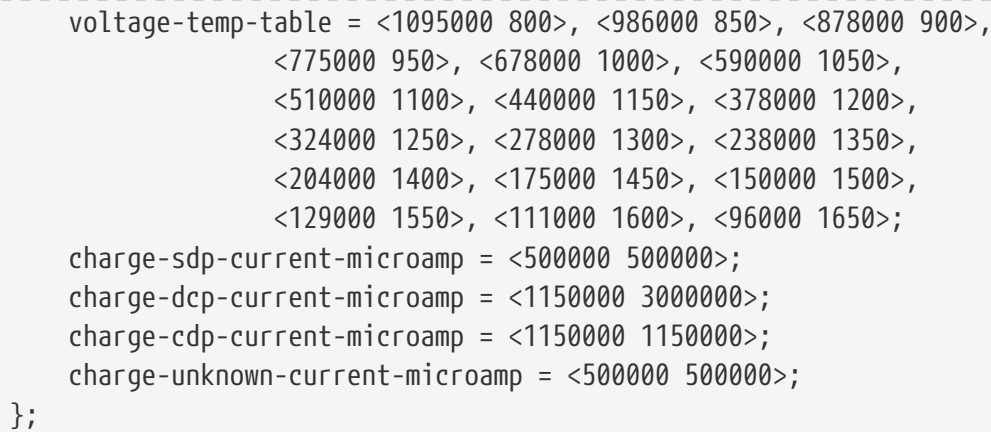 voltage-temp-table = <1095000 800>, <986000 850>, <878000 900>,
<775000 950>, <678000 1000>, <590000 1050>,
<510000 1100>, <440000 1150>, <378000 1200>,
<324000 1250>, <278000 1300>, <238000 1350>,
<204000 1400>, <175000 1450>, <150000 1500>,
<129000 1550>, <111000 1600>, <96000 1650>;
charge-sdp-current-microamp = <500000 500000>;
charge-dcp-current-microamp = <1150000 3000000>;
charge-cdp-current-microamp = <1150000 1150000>;
charge-unknown-current-microamp = <500000 500000>;
};